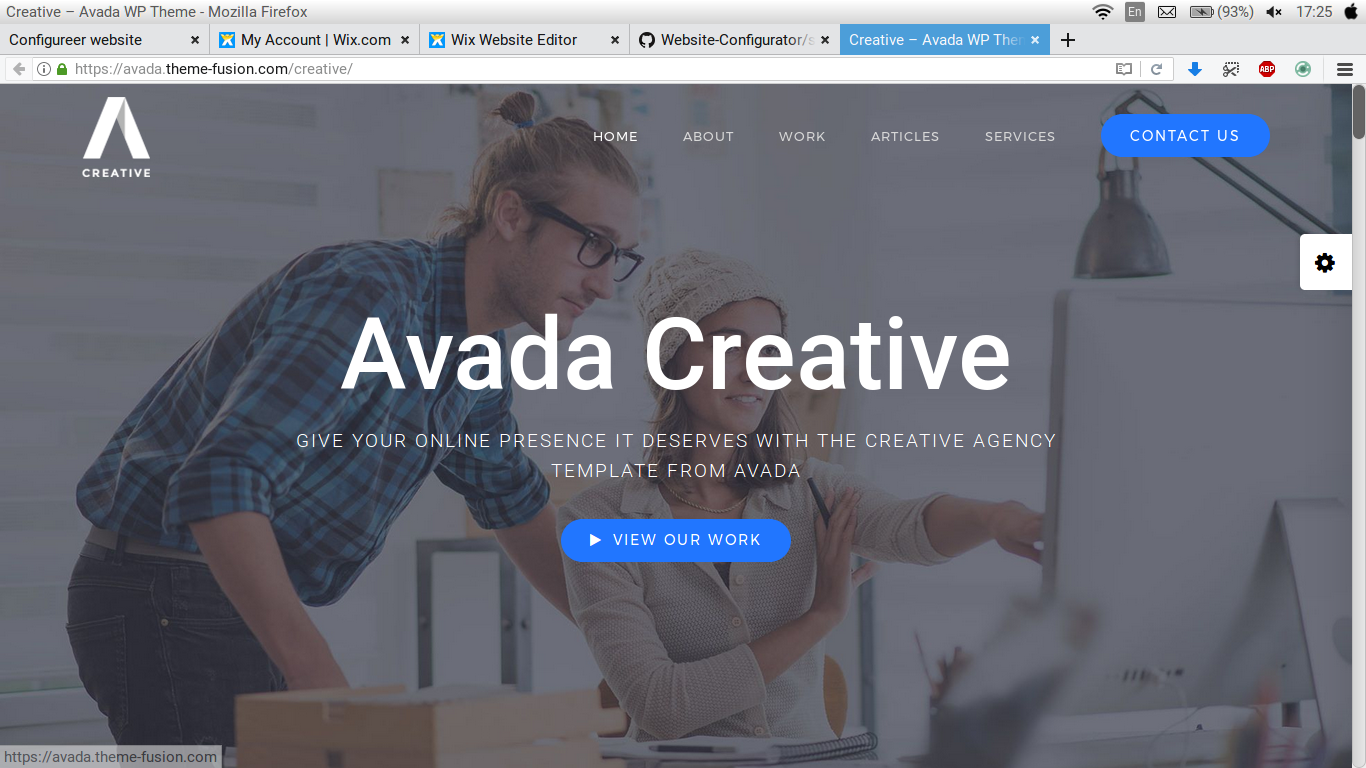 Creative – Avada WP Theme - Mozilla Firefox
En
(93%)
17:25
Configureer website
My Account | Wix.com
Wix Website Editor
Website-Configurator/s
Creative – Avada WP Then
https://avada.theme-fusion.com/creative/
ABP
CREATIVE
HOME
ABOUT
WORK
ARTICLES
SERVICES
CONTACT US
Avada Creative
GIVE YOUR ONLINE PRESENCE IT DESERVES WITH THE CREATIVE AGENCY
TEMPLATE FROM AVADA
VIEW OUR WORK
https://avada.theme-fusion.com